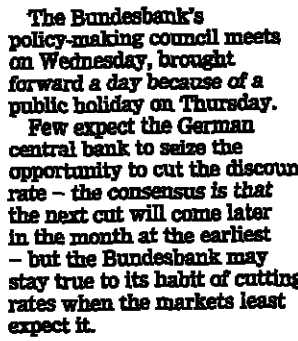 The Bundesbank's
policy-making council meets
on Wednesday, brought
forward a day because of a
public holiday on Thursday.
Few expect the German
central bank to seize the
opportunity to cut the discoun
rate – the consensus is that
the next cut will come later
in the month at the earliest
– but the Bundesbank may
stay true to its habit of cutting
rates when the markets least
expect it.